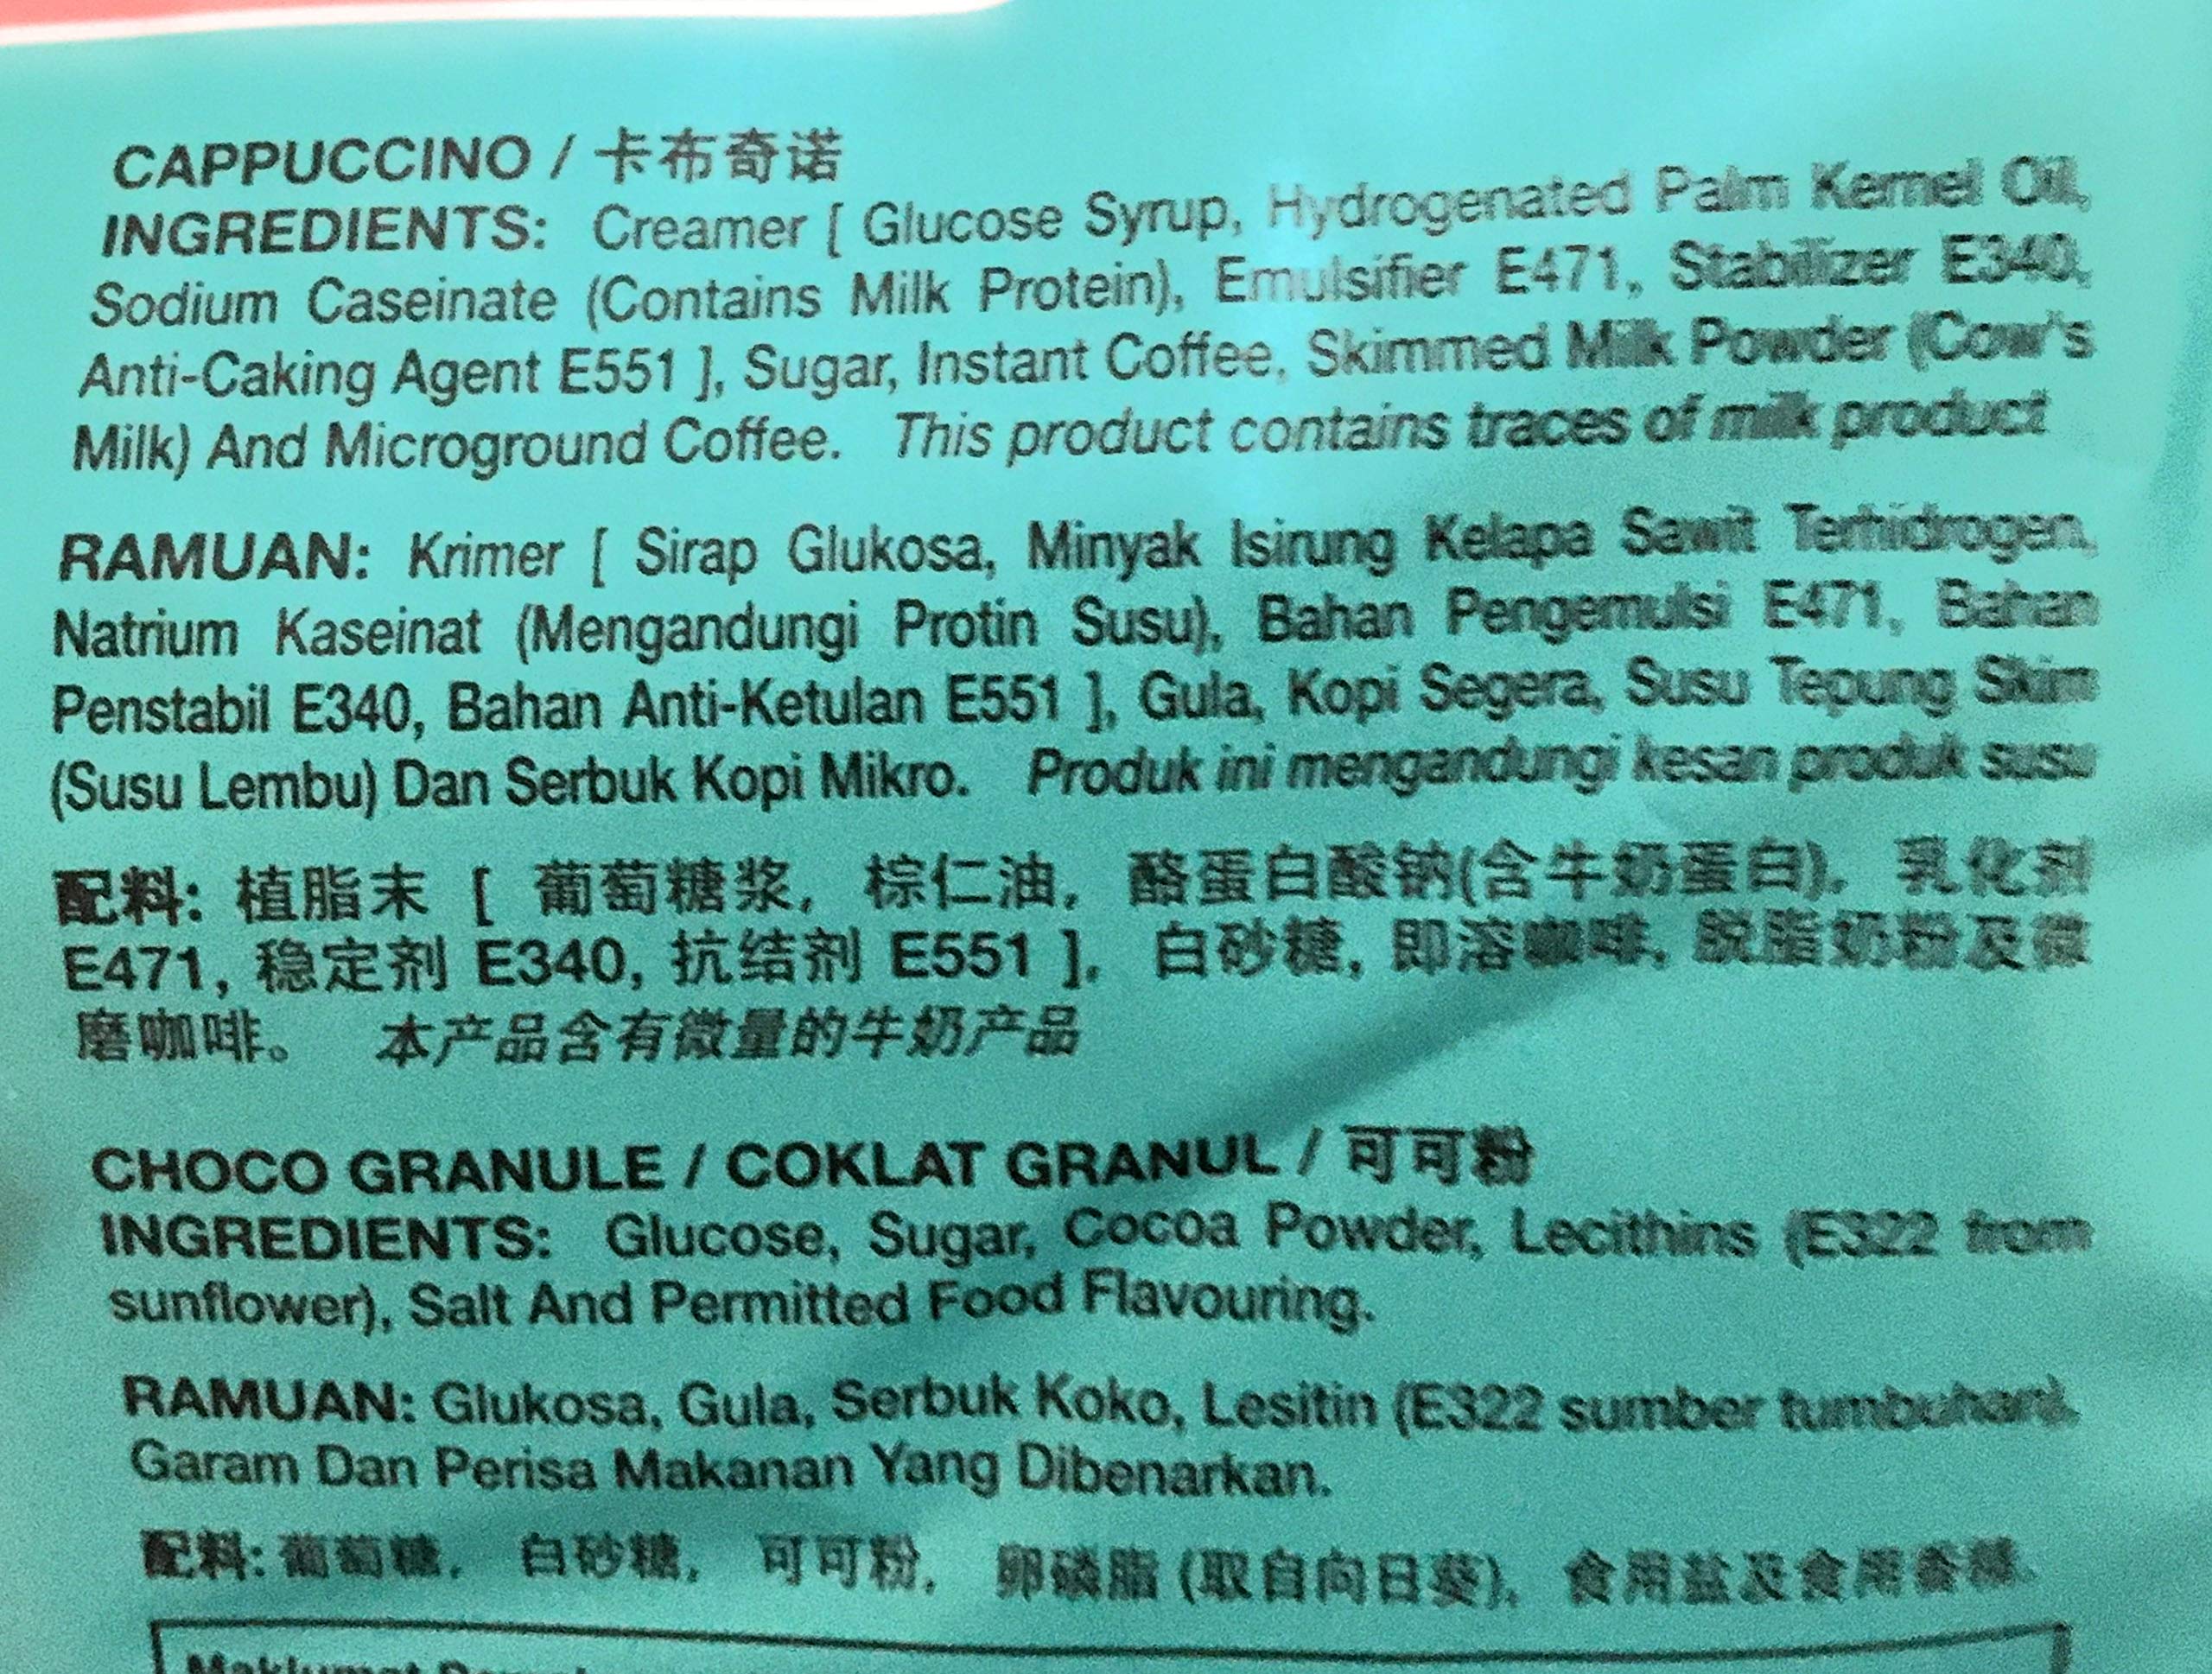 CAPPUCCINO / 卡布奇诺
INGREDIENTS: Creamer [ Glucose Syrup, Hydrogenated Palm Kernel Oil,
Sodium Caseinate (Contains Milk Protein), Emulsifier E471, Stabilizer E340,
Anti-Caking Agent E551 ], Sugar, Instant Coffee, Skimmed Milk Powder (Cow's
Milk) And Microground Coffee. This product contains traces of milk product
RAMUAN: Krimer [ Sirap Glukosa, Minyak Isirung Kelapa Sawit Terhidrogen,
Natrium Kaseinat (Mengandungi Protin Susu), Bahan Pengemulsi E471, Bahan
Penstabil E340, Bahan Anti-Ketulan E551 ], Gula, Kopi Segera, Susu Tepung Skim
(Susu Lembu) Dan Serbuk Kopi Mikro. Produk ini mengandungi kesan produk susu
配料: 植脂末 [ 葡萄糖浆, 棕仁油, 酪蛋白酸钠(含牛奶蛋白), 乳化剂
E471, 稳定剂 E340, 抗结剂 E551 ], 白砂糖, 即溶咖啡, 脱脂奶粉及微
磨咖啡。 本产品含有微量的牛奶产品
CHOCO GRANULE / COKLAT GRANUL / 可可粉
INGREDIENTS: Glucose, Sugar, Cocoa Powder, Lecithins (E322 from
sunflower), Salt And Permitted Food Flavouring.
RAMUAN: Glukosa, Gula, Serbuk Koko, Lesitin (E322 sumber tumbuhan),
Garam Dan Perisa Makanan Yang Dibenarkan.
配料: 葡萄糖, 白砂糖, 可可粉, 卵磷脂 (取自向日葵), 食用盐及食用香味.
Maklumat